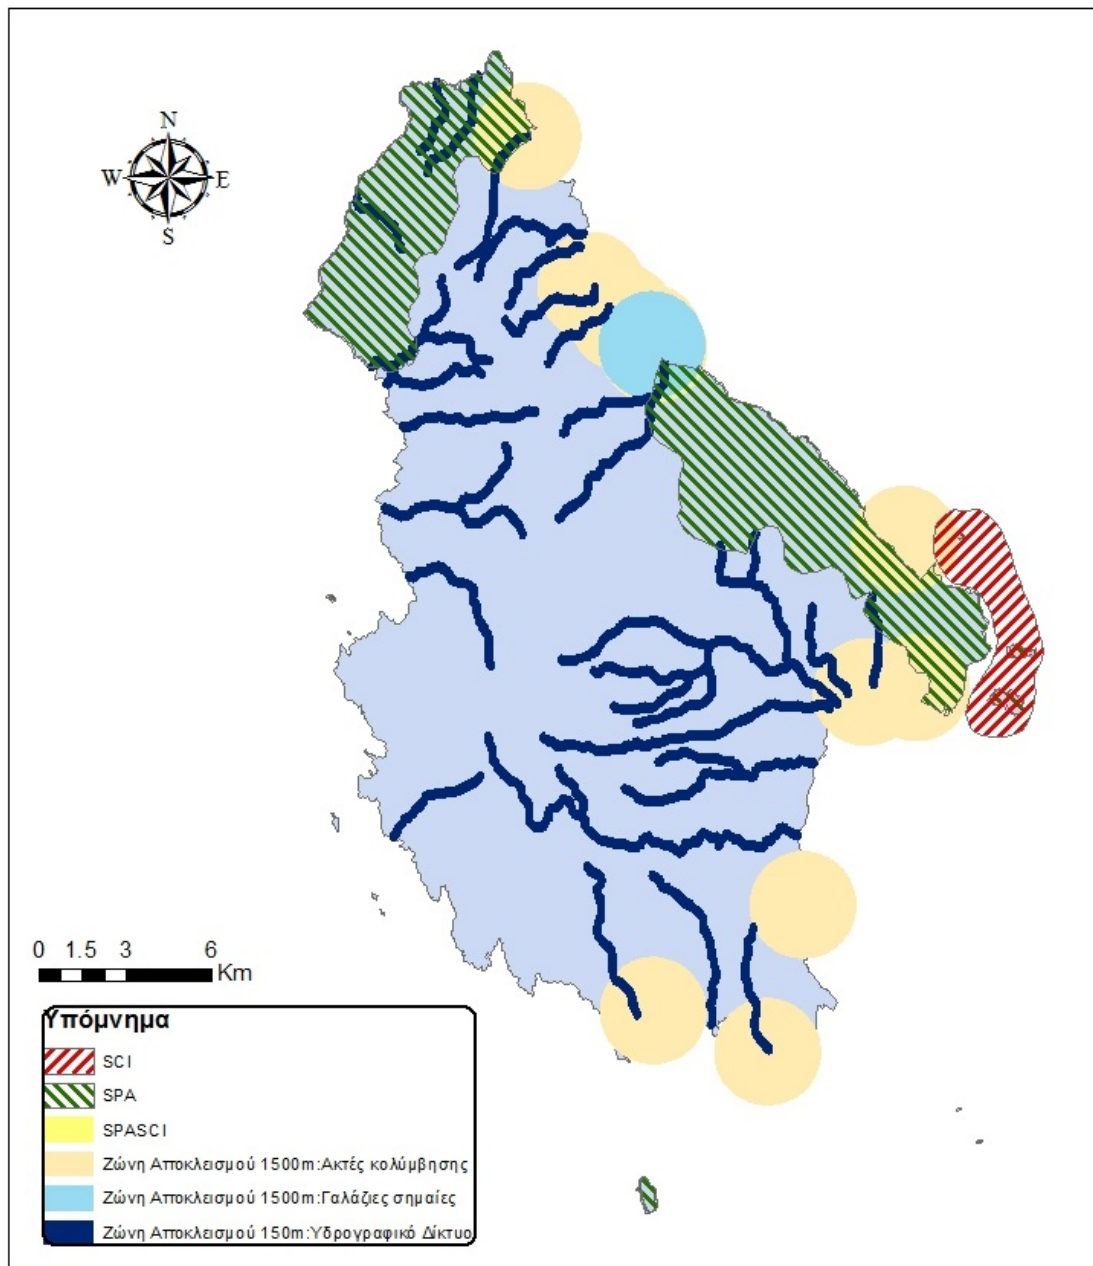 N
W E
S
0 1.5 3 6
Km
Υπόμνημα
SCI
SPA
SPASCI
Ζώνη Αποκλεισμού 1500m:Ακτές κολύμβησης
Ζώνη Αποκλεισμού 1500m:Γαλάζιες σημαίες
Ζώνη Αποκλεισμού 150m:Υδρογραφικό Δίκτυο